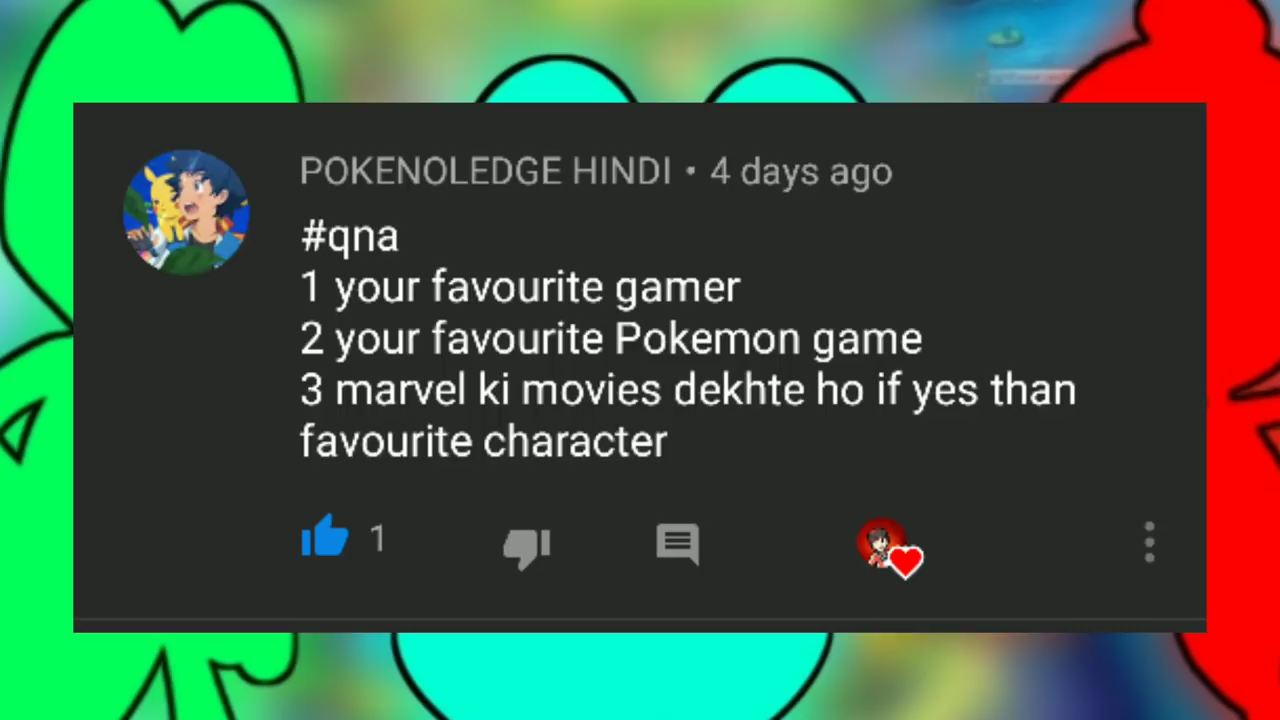 POKENOLEDGE HINDI • 4 days ago
#qna
1 your favourite gamer
2 your favourite Pokemon game
3 marvel ki movies dekhte ho if yes than
favourite character
1